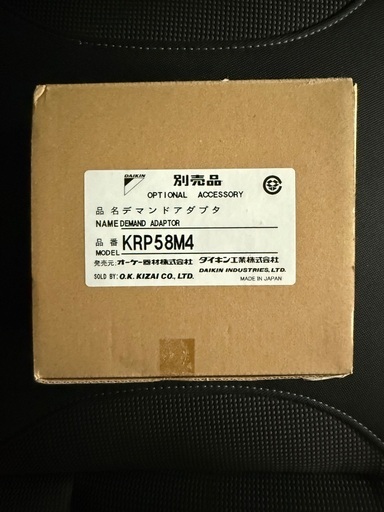 DAIKIN 別売品
OPTIONAL ACCESSORY
品 名 デマンドアダプタ
NAME DEMAND ADAPTOR
品 番
MODEL KRP58M4
発売元: オーケー器材株式会社 ダイキン工業株式会社
SOLD BY: O.K. KIZAI CO., LTD. DAIKIN INDUSTRIES, LTD.
MADE IN JAPAN